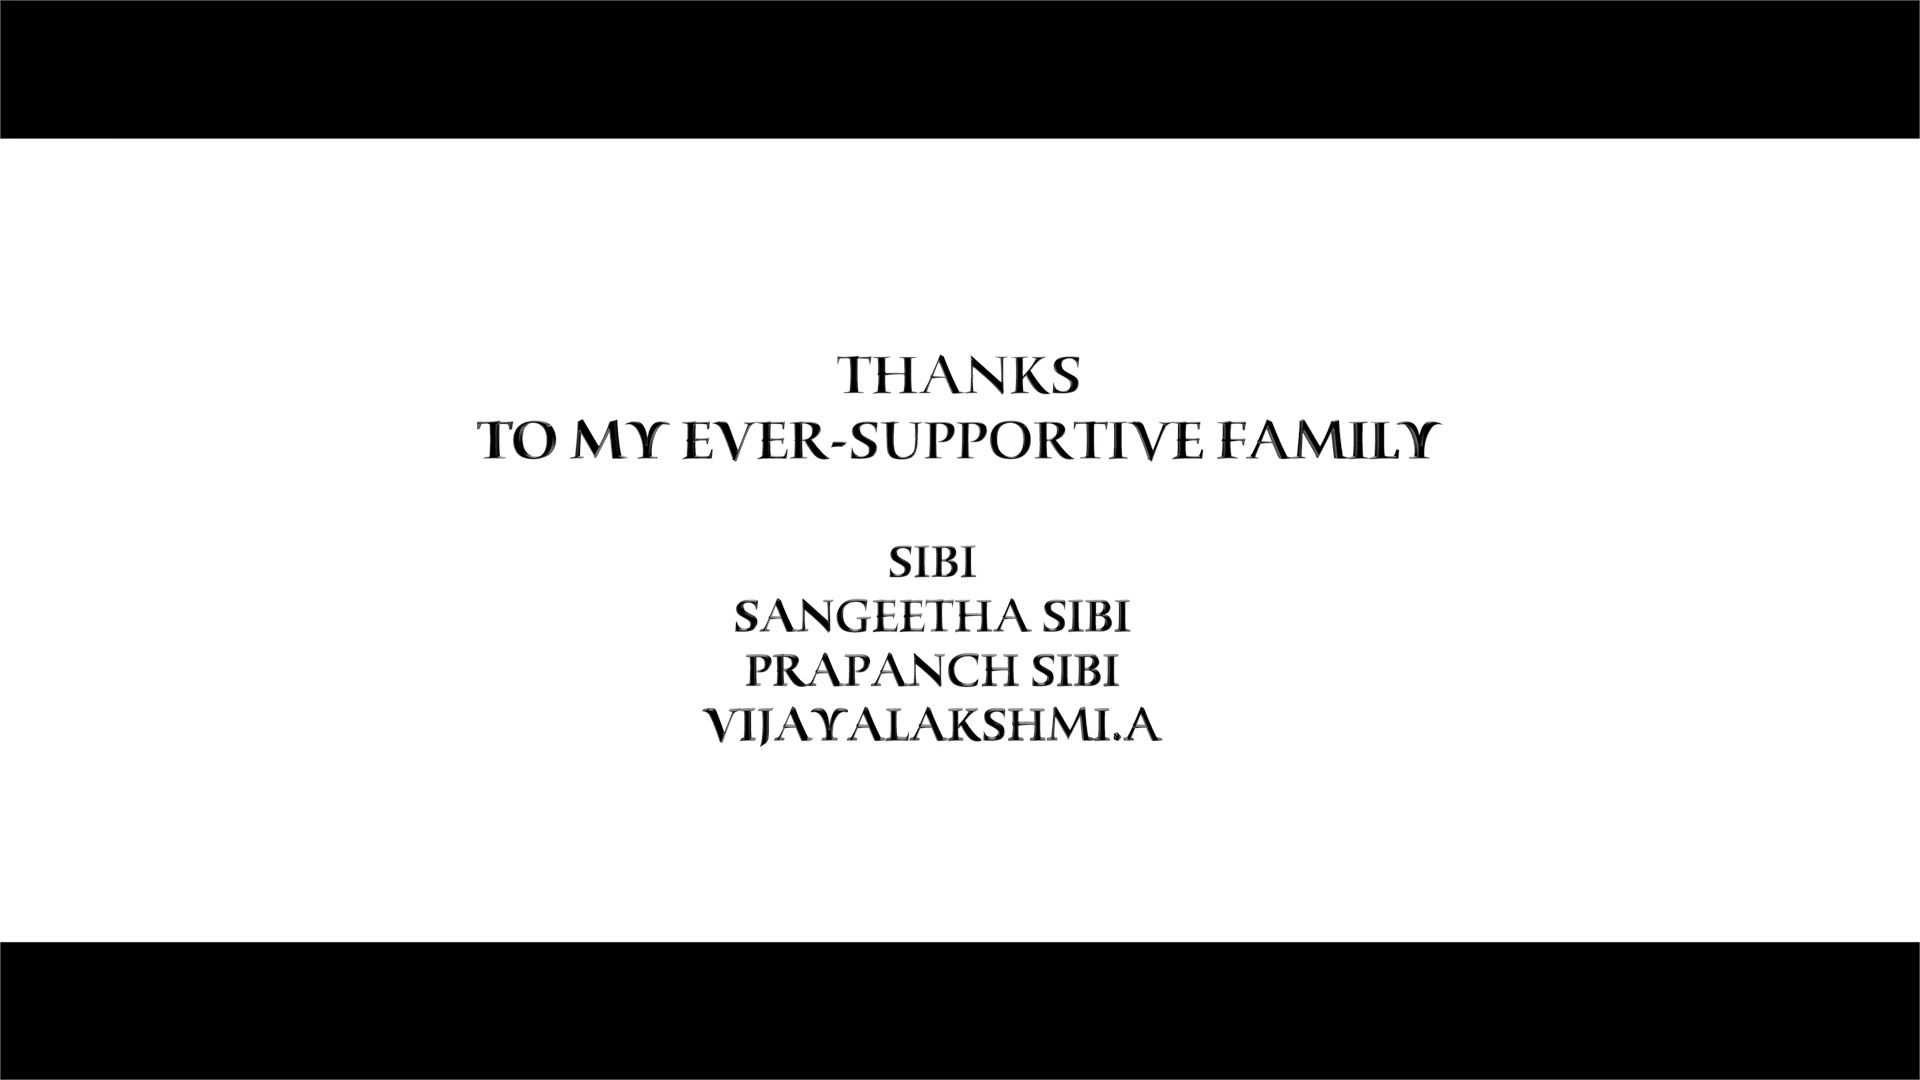 THANKS
TO MY EVER-SUPPORTIVE FAMILY
SIBI
SANGEETHA SIBI
PRAPANCH SIBI
VIJAYALAKSHMI.A